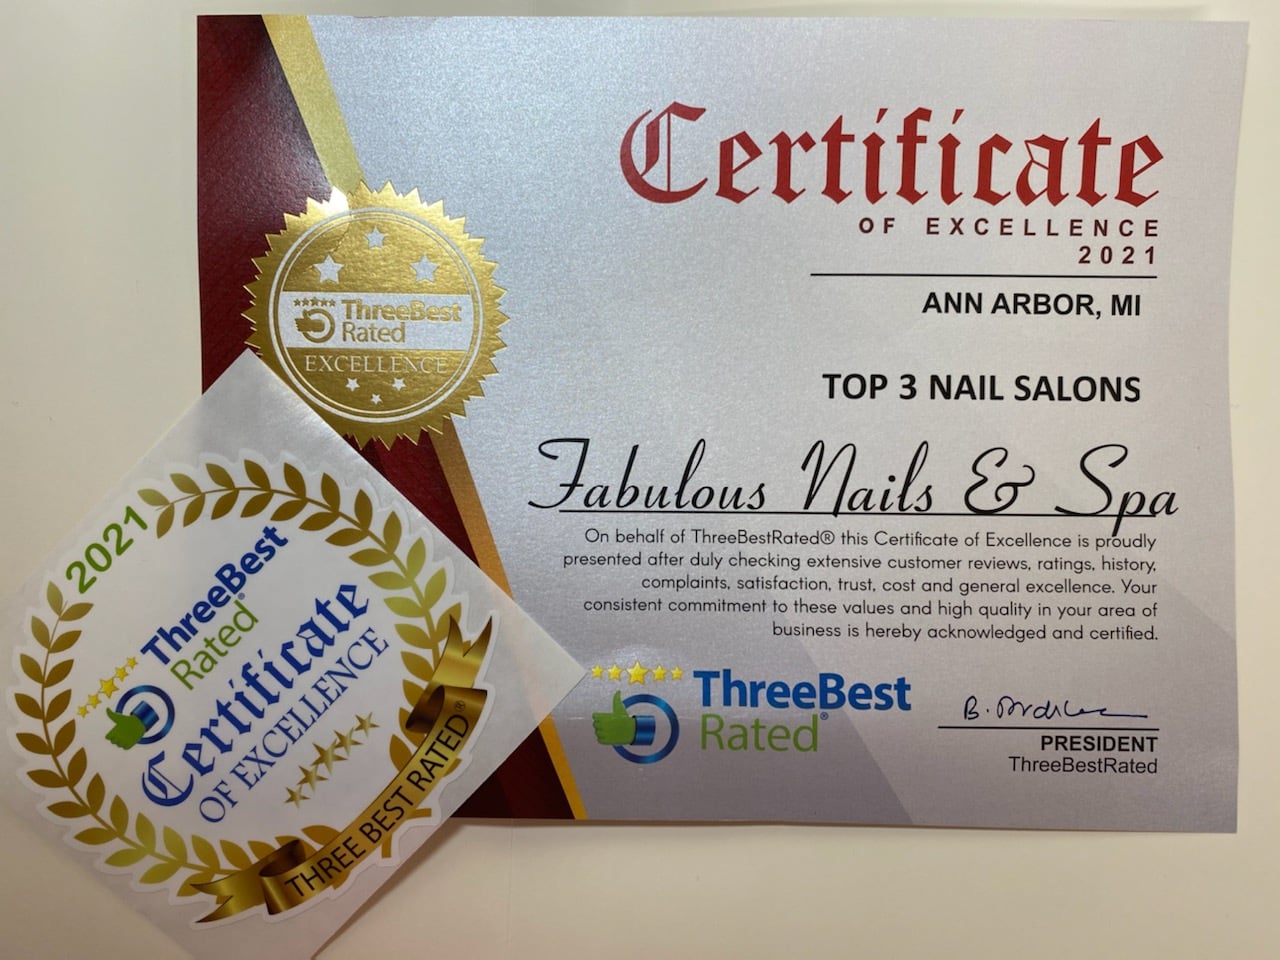 Certificate
OF EXCELLENCE
2021
ANN ARBOR, MI
TOP 3 NAIL SALONS
Fabulous Nails & Spa
On behalf of ThreeBestRated® this Certificate of Excellence is proudly
presented after duly checking extensive customer reviews, ratings, history,
complaints, satisfaction, trust, cost and general excellence. Your
consistent commitment to these values and high quality in your area of
business is hereby acknowledged and certified.
ThreeBest
Rated®
PRESIDENT
ThreeBestRated
ThreeBest
Rated
EXCELLENCE
2021
ThreeBest
Rated®
Certificate
OF EXCELLENCE
THREE BEST RATED®